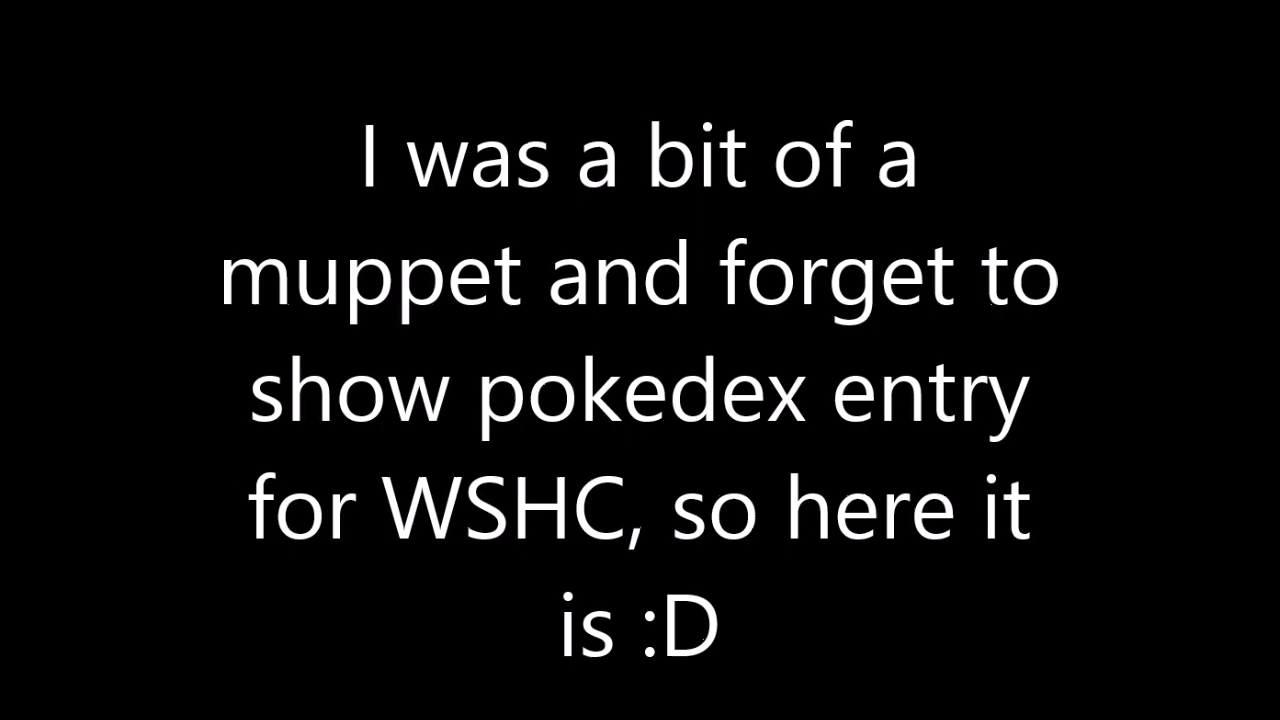 I was a bit of a
muppet and forget to
show pokedex entry
for WSHC, so here it
is :D